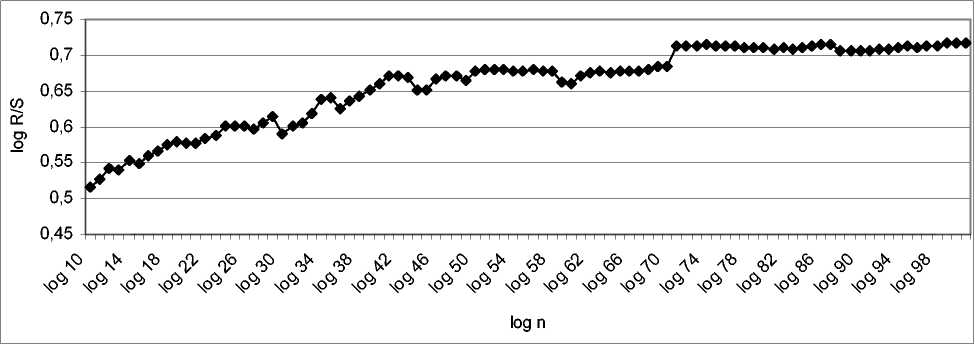 0,75
0,7
0,65
0,6
0,55
0,5
0,45
log R/S
log 10
log 14
log 18
log 22
log 26
log 30
log 34
log 38
log 42
log 46
log 50
log 54
log 58
log 62
log 66
log 70
log 74
log 78
log 82
log 86
log 90
log 94
log 98
log n